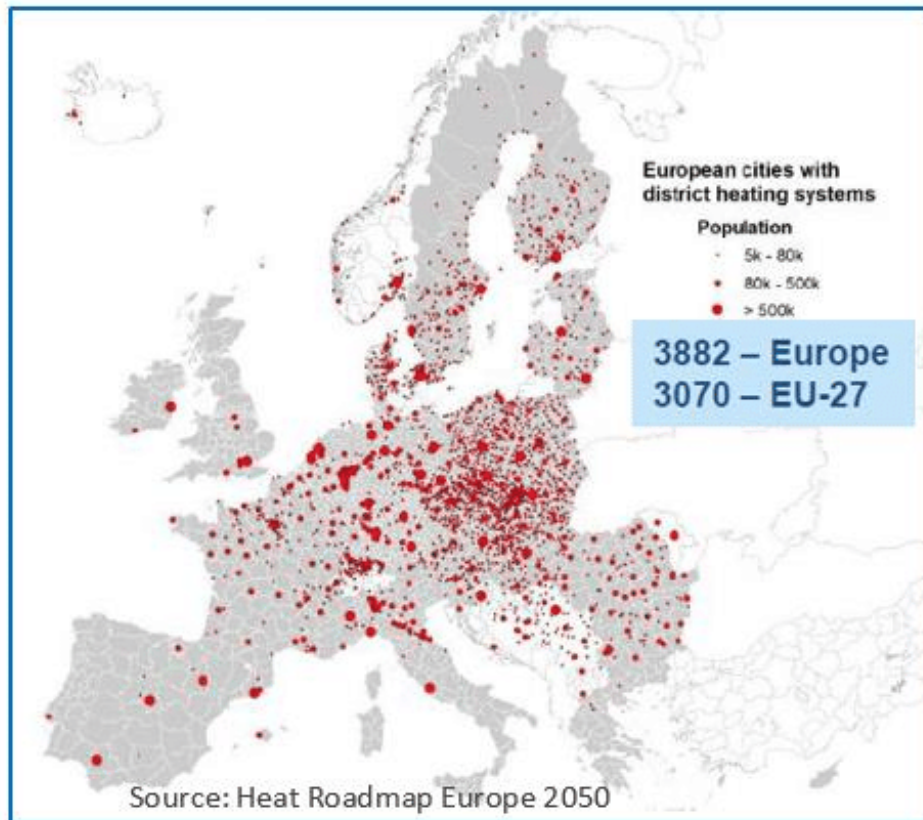 European cities with
district heating systems
Population
5k - 80k
80k - 500k
> 500k
3882 – Europe
3070 – EU-27
Source: Heat Roadmap Europe 2050